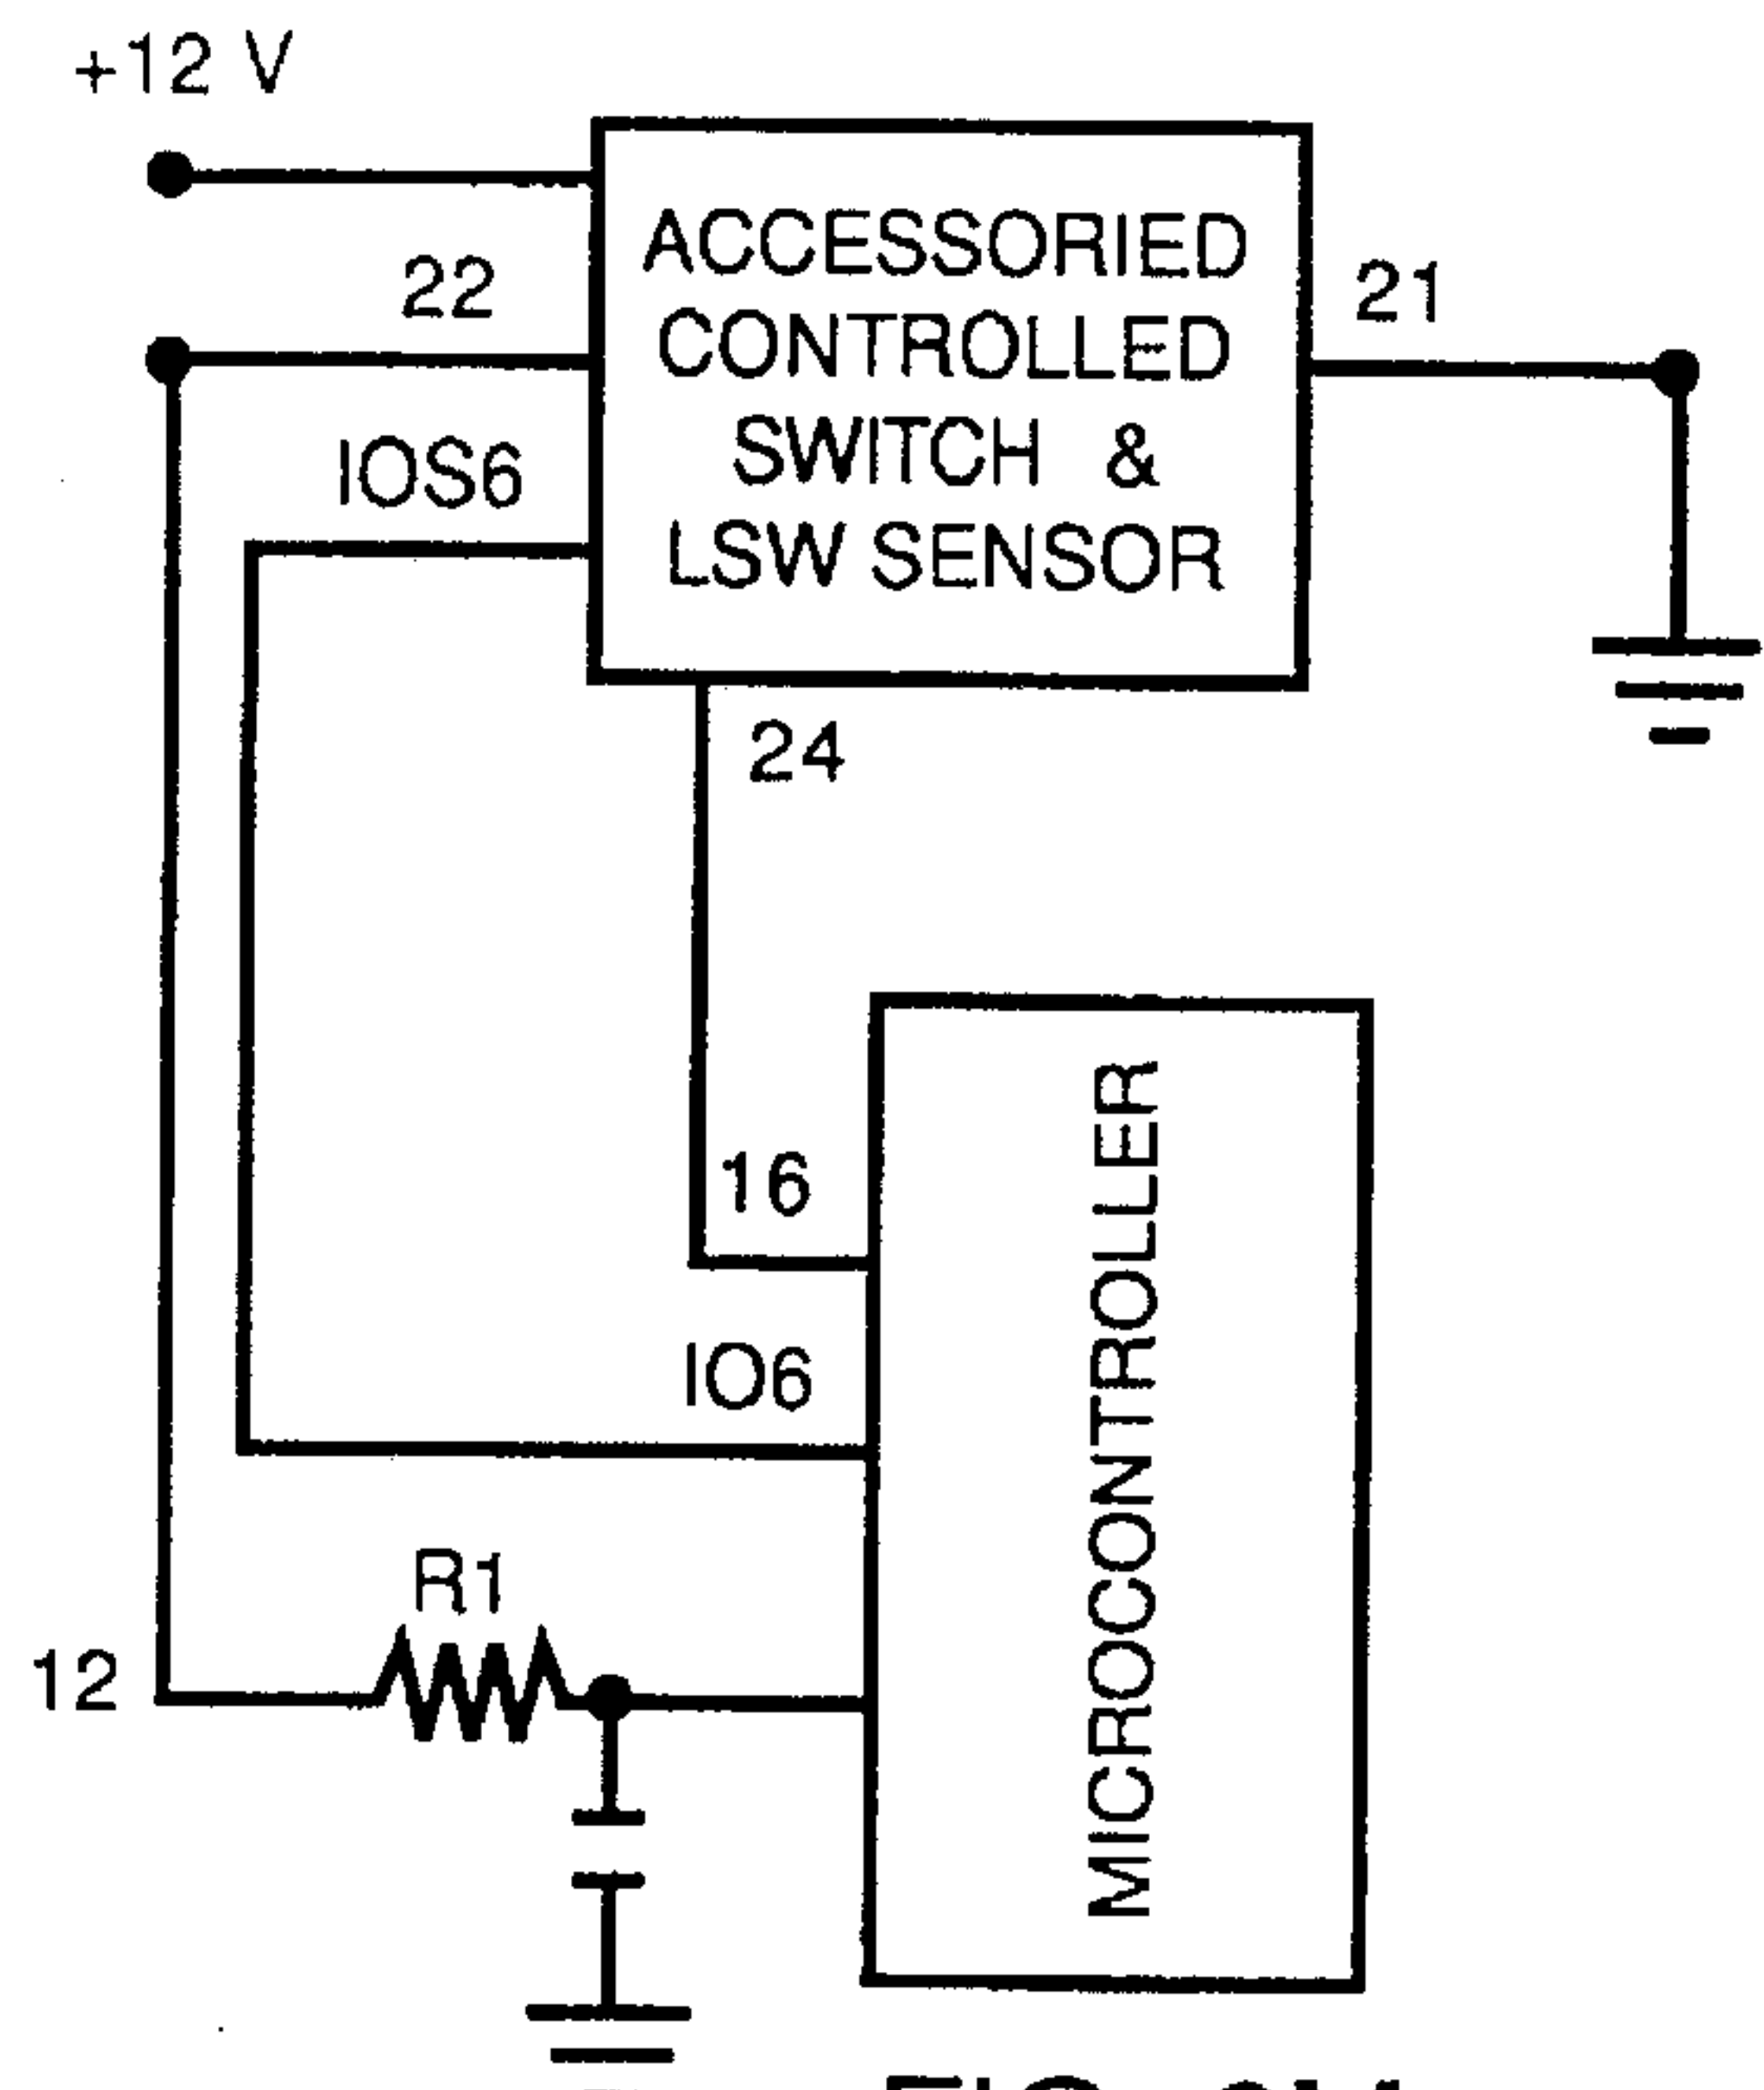 +12 V
ACCESSORIED
CONTROLLED
SWITCH &
LSW SENSOR
22
21
IOS6
24
16
IO6
MICROCONTROLLER
R1
12